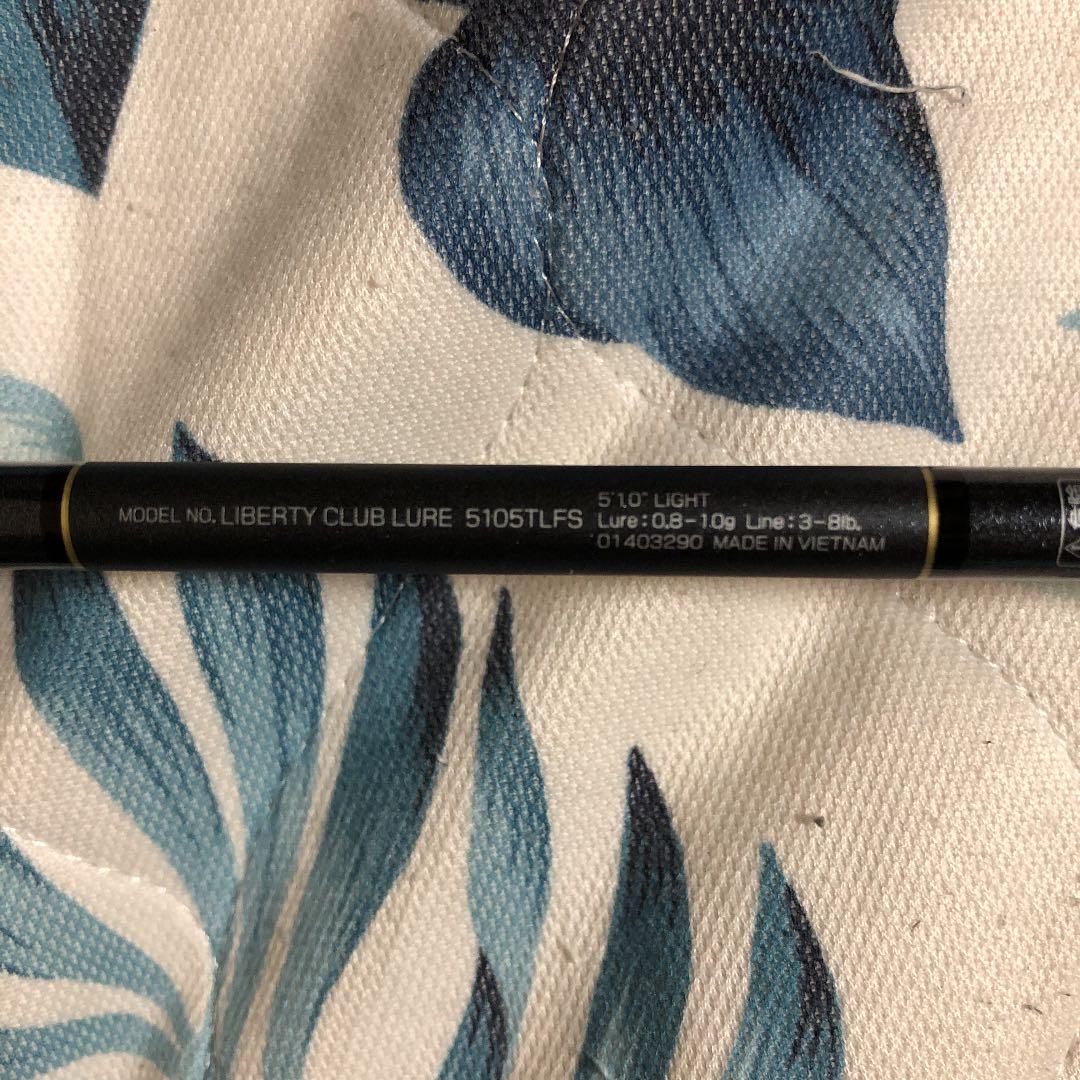 MODEL NO. LIBERTY CLUB LURE 5105TLFS
5'10" LIGHT
Lure:0.8-10g Line:3-8lb.
01403290 MADE IN VIETNAM